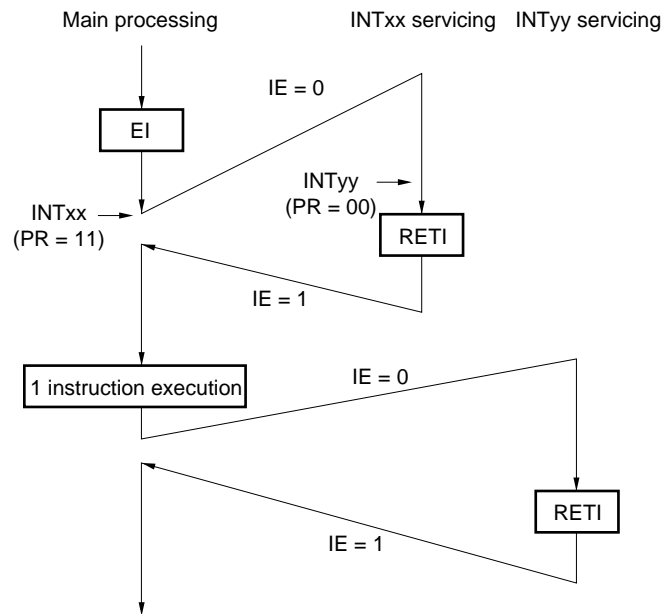 Main processing
INTxx servicing
INTyy servicing
IE = 0
EI
INTyy
(PR = 00)
INTxx
(PR = 11)
RETI
IE = 1
1 instruction execution
IE = 0
RETI
IE = 1